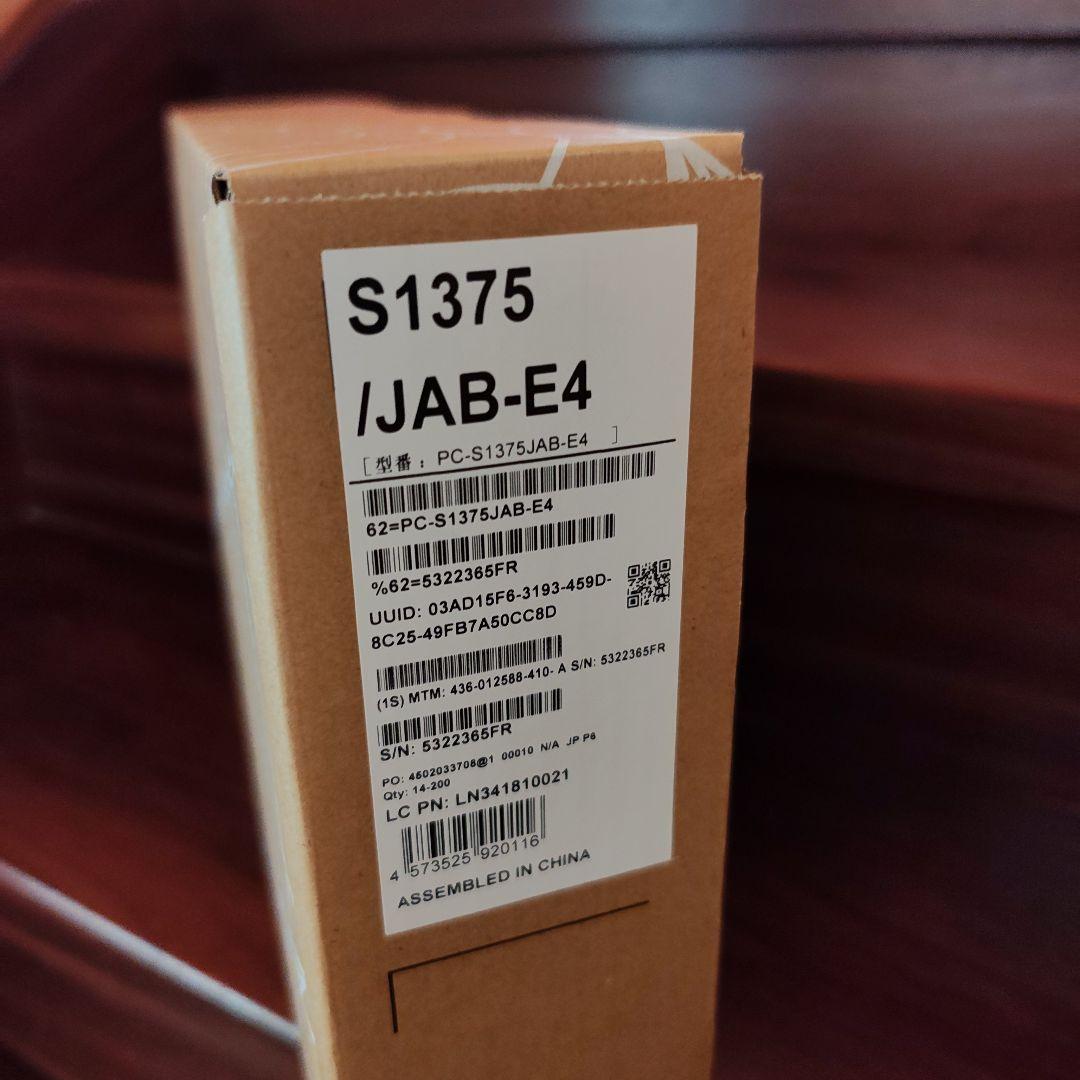 S1375
/JAB-E4
[ 型番 : PC-S1375JAB-E4 ]
62=PC-S1375JAB-E4
%62=5322365FR
UUID: 03AD15F6-3193-459D-
8C25-49FB7A50CC8D
(1S) MTM: 436-012588-410- A S/N: 5322365FR
S/N: 5322365FR
PO: 4502033708@1 00010 N/A JP P6
Qty: 14-200
LC PN: LN341810021
4 573525 920116
ASSEMBLED IN CHINA